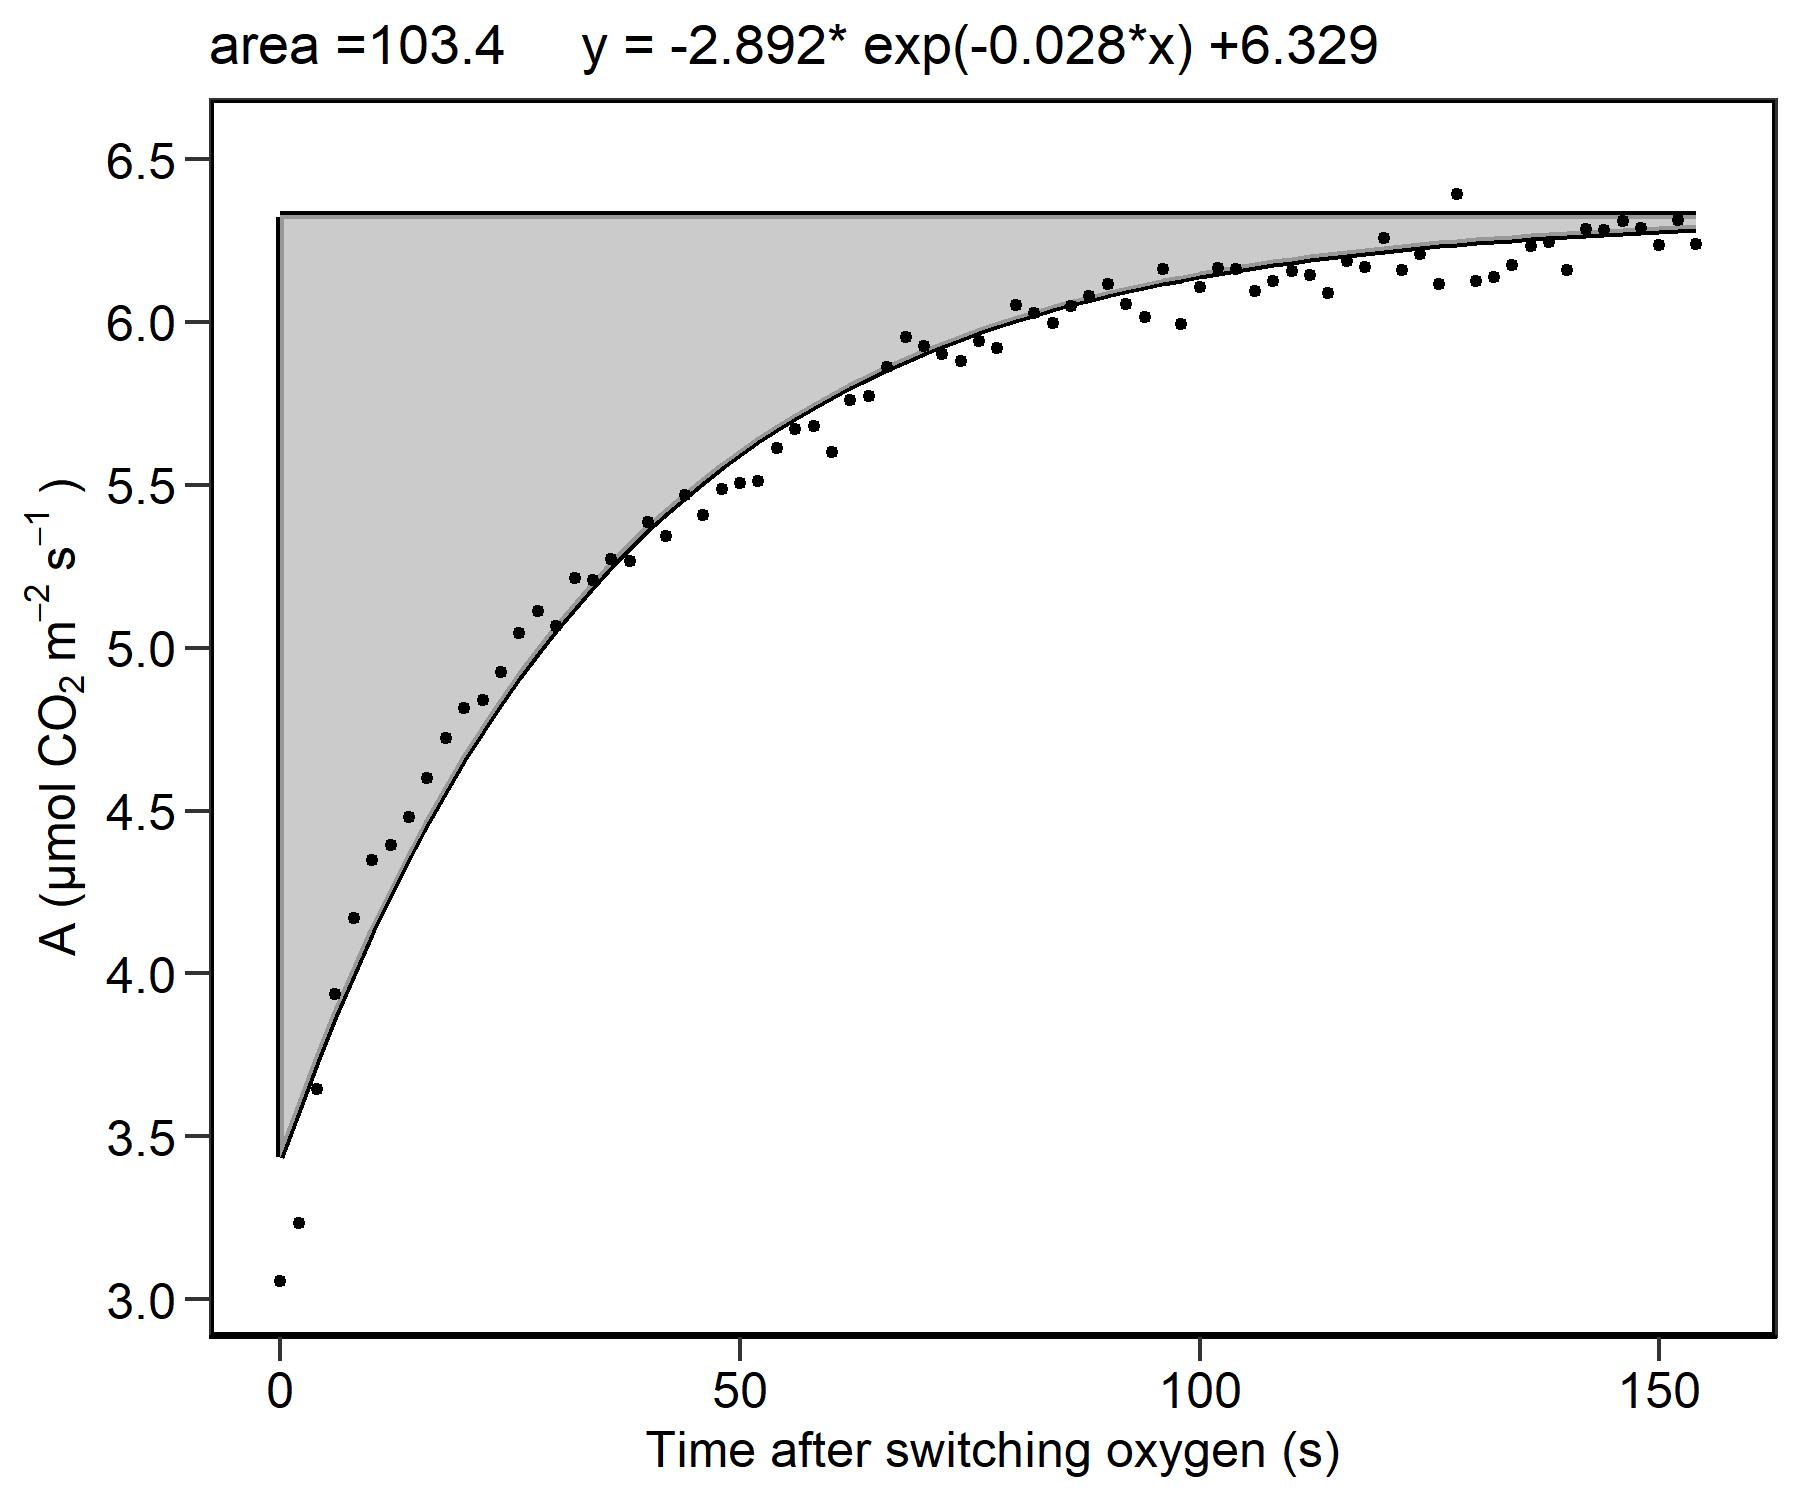 area =103.4 y = -2.892* exp(-0.028*x) +6.329
6.5
6.0
5.5
5.0
4.5
4.0
3.5
3.0
A (μmol CO₂ m⁻² s⁻¹ )
0 50 100 150
Time after switching oxygen (s)